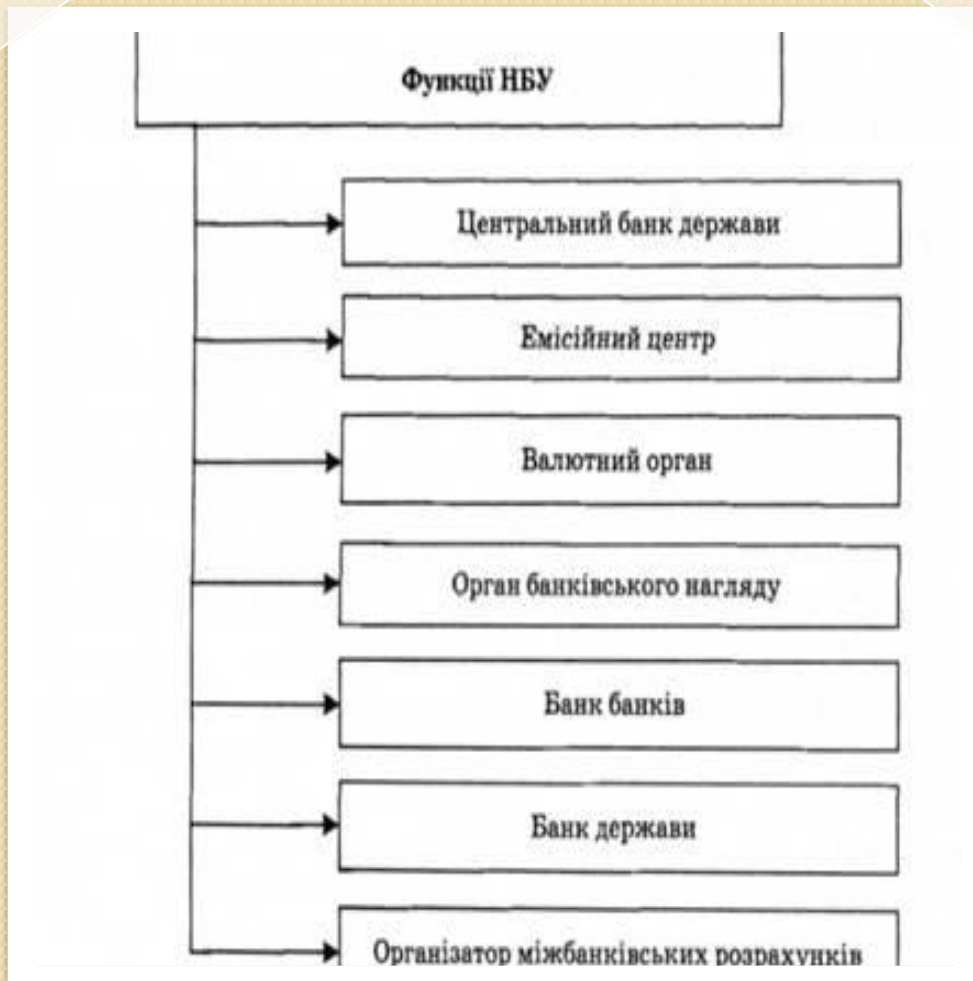 Функції НБУ
Центральний банк держави
Емісійний центр
Валютний орган
Орган банківського нагляду
Банк банків
Банк держави
Організатор міжбанківських розрахунків